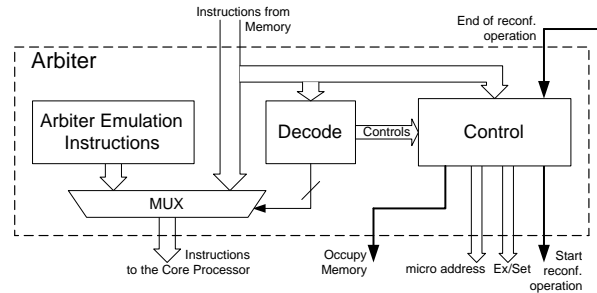 Instructions from
Memory
End of reconf.
operation
Arbiter
Arbiter Emulation
Instructions
Decode
Controls
Control
MUX
Instructions
to the Core Processor
Occupy
Memory
micro address
Ex/Set
Start
reconf.
operation